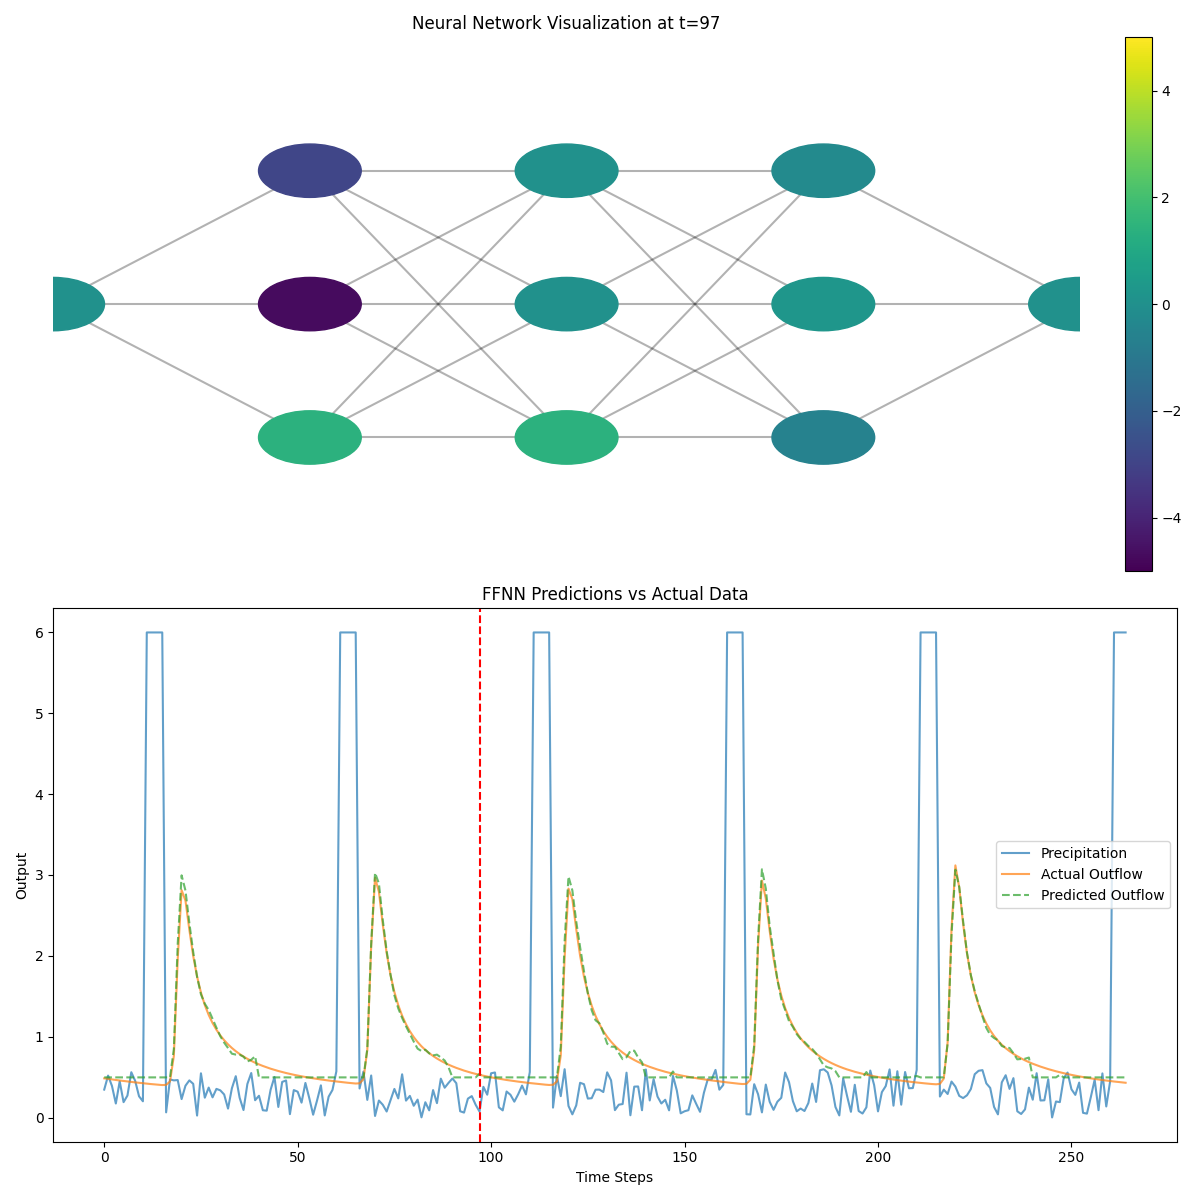 Neural Network Visualization at t=97
4
2
0
−2
−4
FFNN Predictions vs Actual Data
6
5
4
3
2
1
0
Output
Precipitation
Actual Outflow
Predicted Outflow
0 50 100 150 200 250
Time Steps